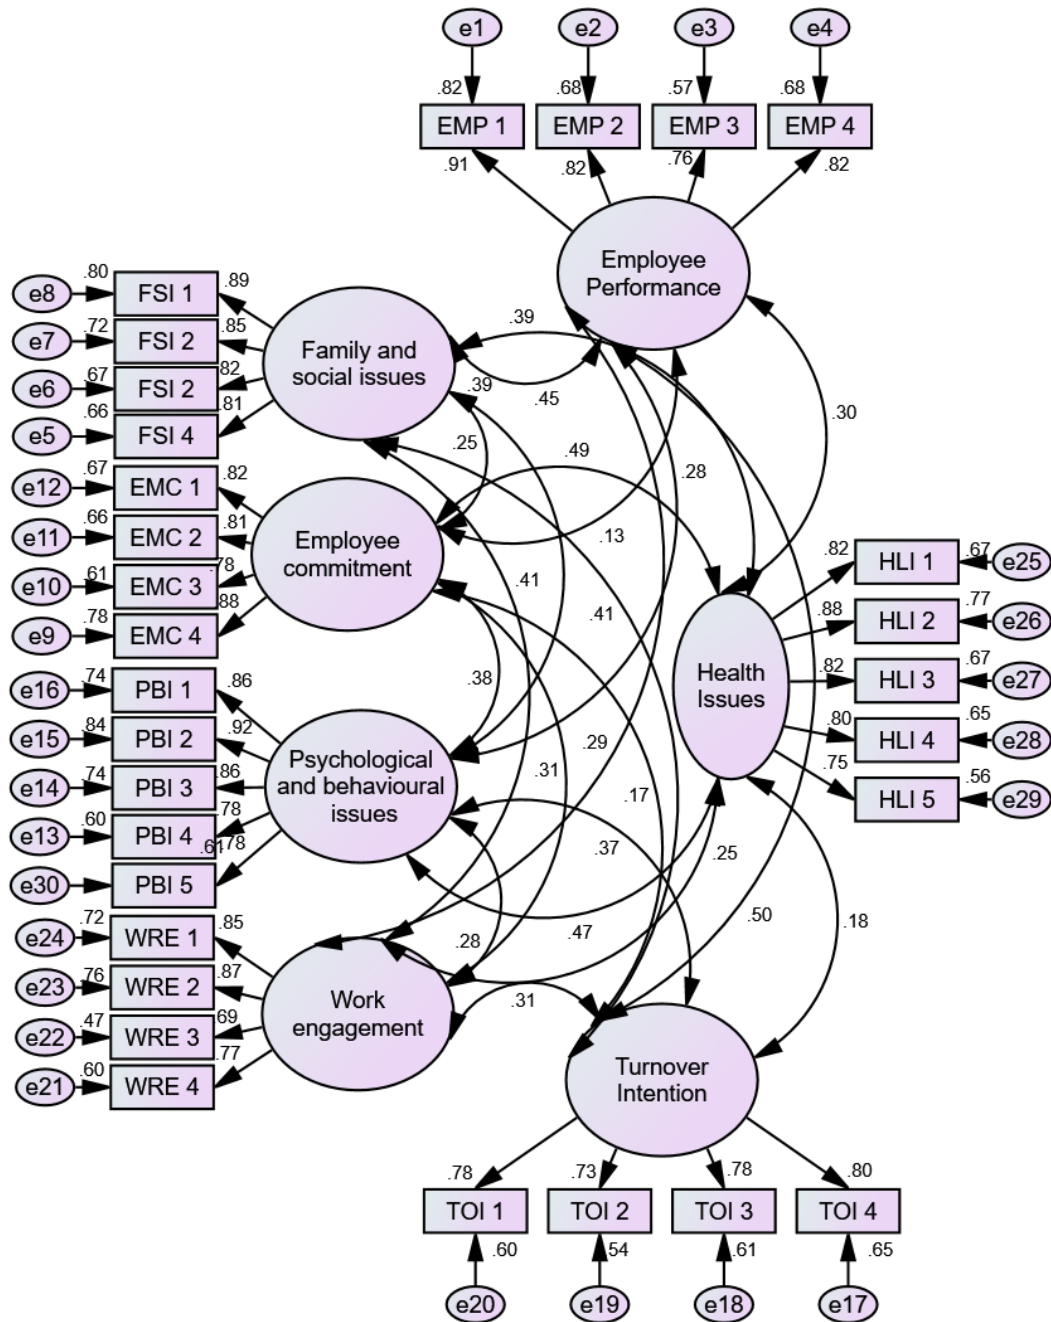 e1 e2 e3 e4
.82 .68 .57 .68
EMP 1 EMP 2 EMP 3 EMP 4
.91 .82 .76 .82
Employee
Performance
e8 .80 FSI 1 .89
e7 .72 FSI 2 .85
e6 .67 FSI 2 .82
e5 .66 FSI 4 .81
Family and
social issues
.39
.39 .45
.30
.25 .49 .28
e12 .67 EMC 1 .82
e11 .66 EMC 2 .81
e10 .61 EMC 3 .78
e9 .78 EMC 4 .88
Employee
commitment
.13
.41 .41
.38
e16 .74 PBI 1 .86
e15 .84 PBI 2 .92
e14 .74 PBI 3 .86
e13 .60 PBI 4 .78
e30 .61 PBI 5 .78
Psychological
and behavioural
issues
.29
.31 .17
.37 .25
Health
Issues
.82 HLI 1 .67 e25
.88 HLI 2 .77 e26
.82 HLI 3 .67 e27
.80 HLI 4 .65 e28
.75 HLI 5 .56 e29
.50 .18
.28 .47
.31
e24 .72 WRE 1 .85
e23 .76 WRE 2 .87
e22 .47 WRE 3 .69
e21 .60 WRE 4 .77
Work
engagement
Turnover
Intention
.78 .73 .78 .80
TOI 1 TOI 2 TOI 3 TOI 4
.60 .54 .61 .65
e20 e19 e18 e17